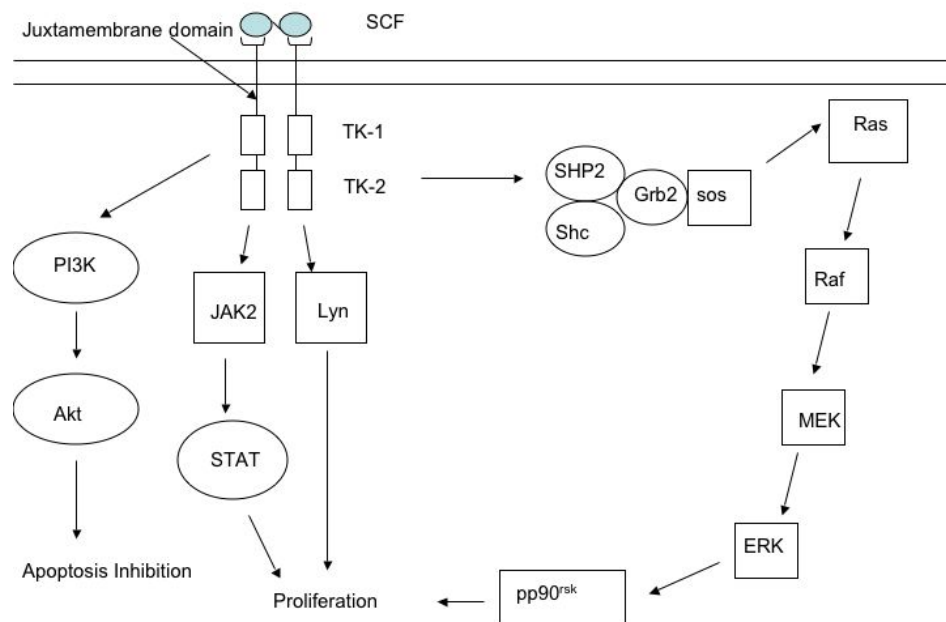 SCF
Juxtamembrane domain
TK-1
Ras
SHP2
TK-2
Grb2
sos
Shc
PI3K
Raf
JAK2
Lyn
Akt
MEK
STAT
ERK
Apoptosis Inhibition
pp90rsk
Proliferation